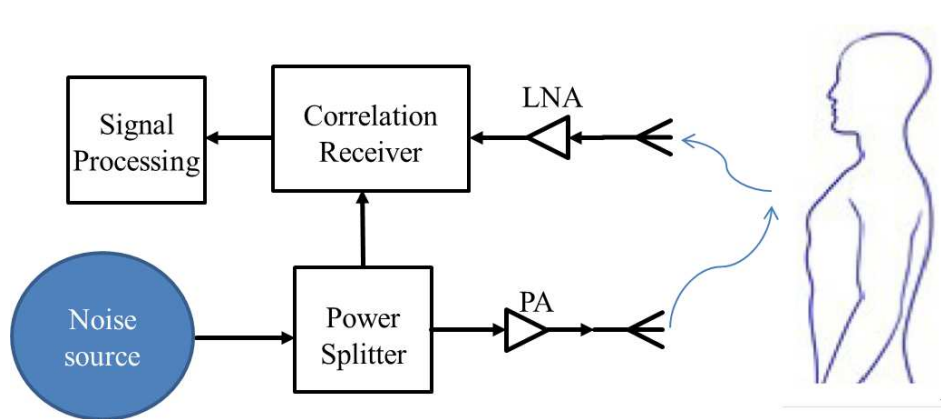 Signal
Processing
Correlation
Receiver
LNA
Noise
source
Power
Splitter
PA